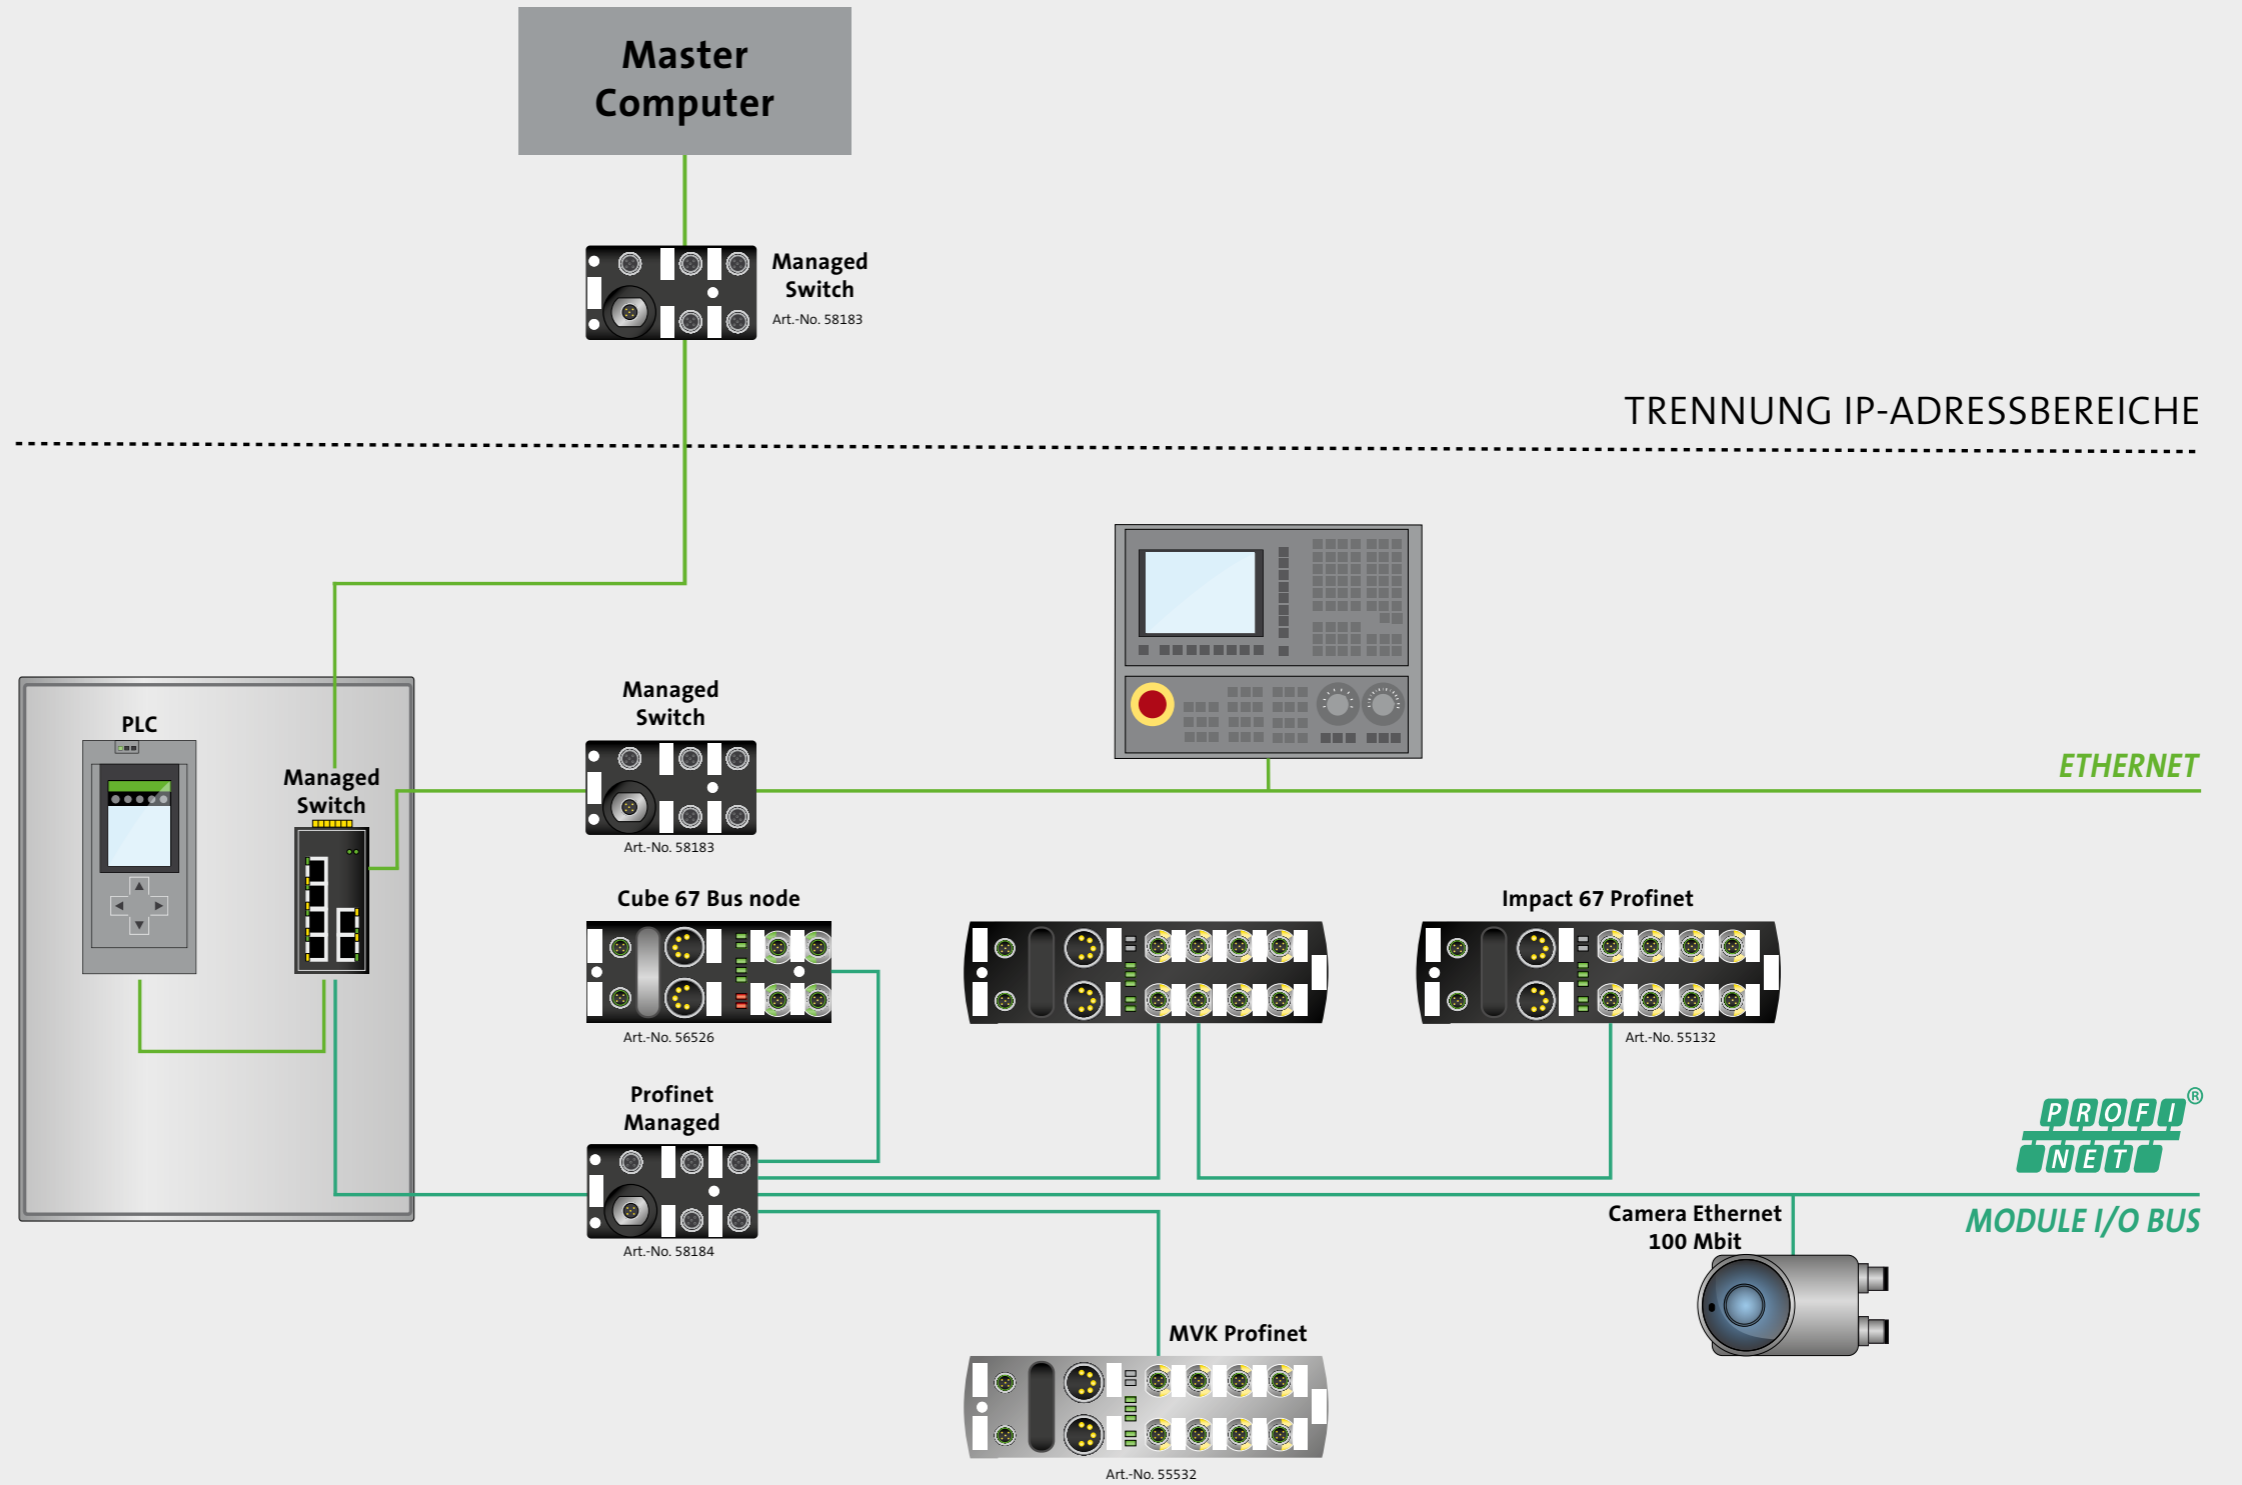 Master
Computer
Managed
Switch
Art.-No. 58183
TRENNUNG IP-ADRESSBEREICHE
PLC
Managed
Switch
Managed
Switch
Art.-No. 58183
ETHERNET
Cube 67 Bus node
Art.-No. 56526
Impact 67 Profinet
Art.-No. 55132
Profinet
Managed
Art.-No. 58184
PROFI®
NET
MODULE I/O BUS
Camera Ethernet
100 Mbit
MVK Profinet
Art.-No. 55532